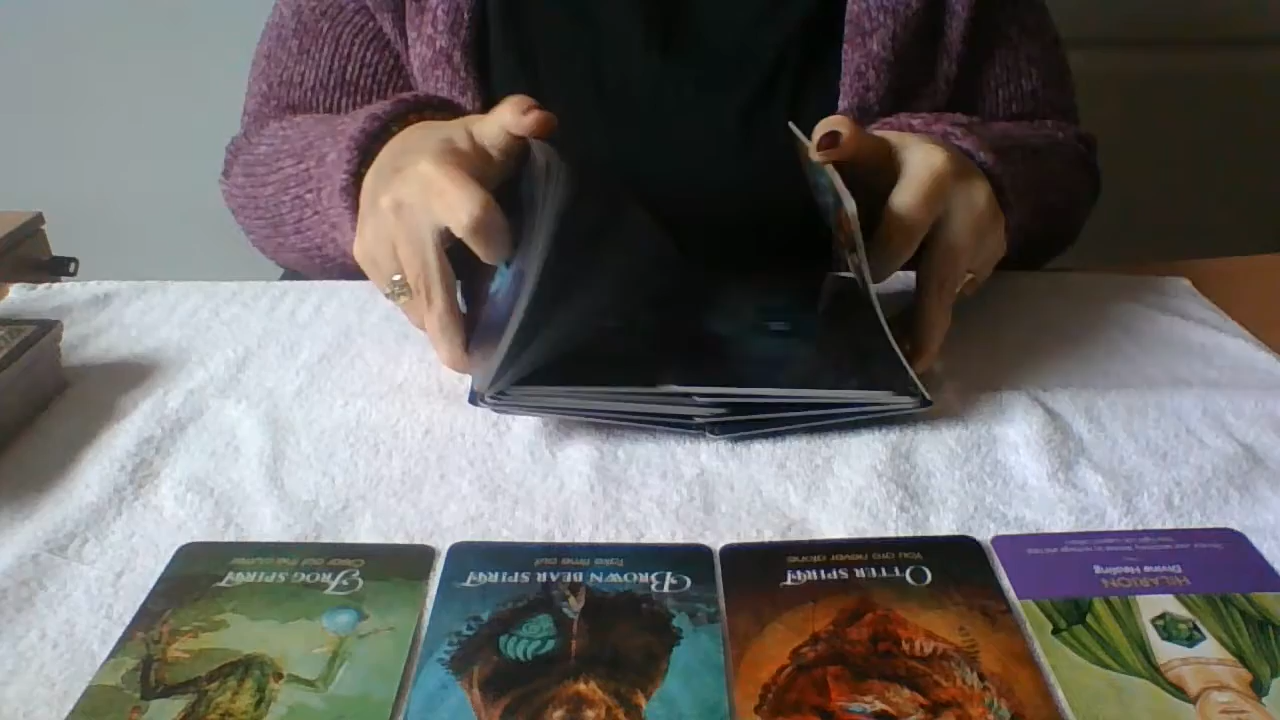 FROG SPIRIT
Clear out the clutter
BROWN BEAR SPIRIT
Take time out
OTTER SPIRIT
You are never alone
HILARION
Divine Healing